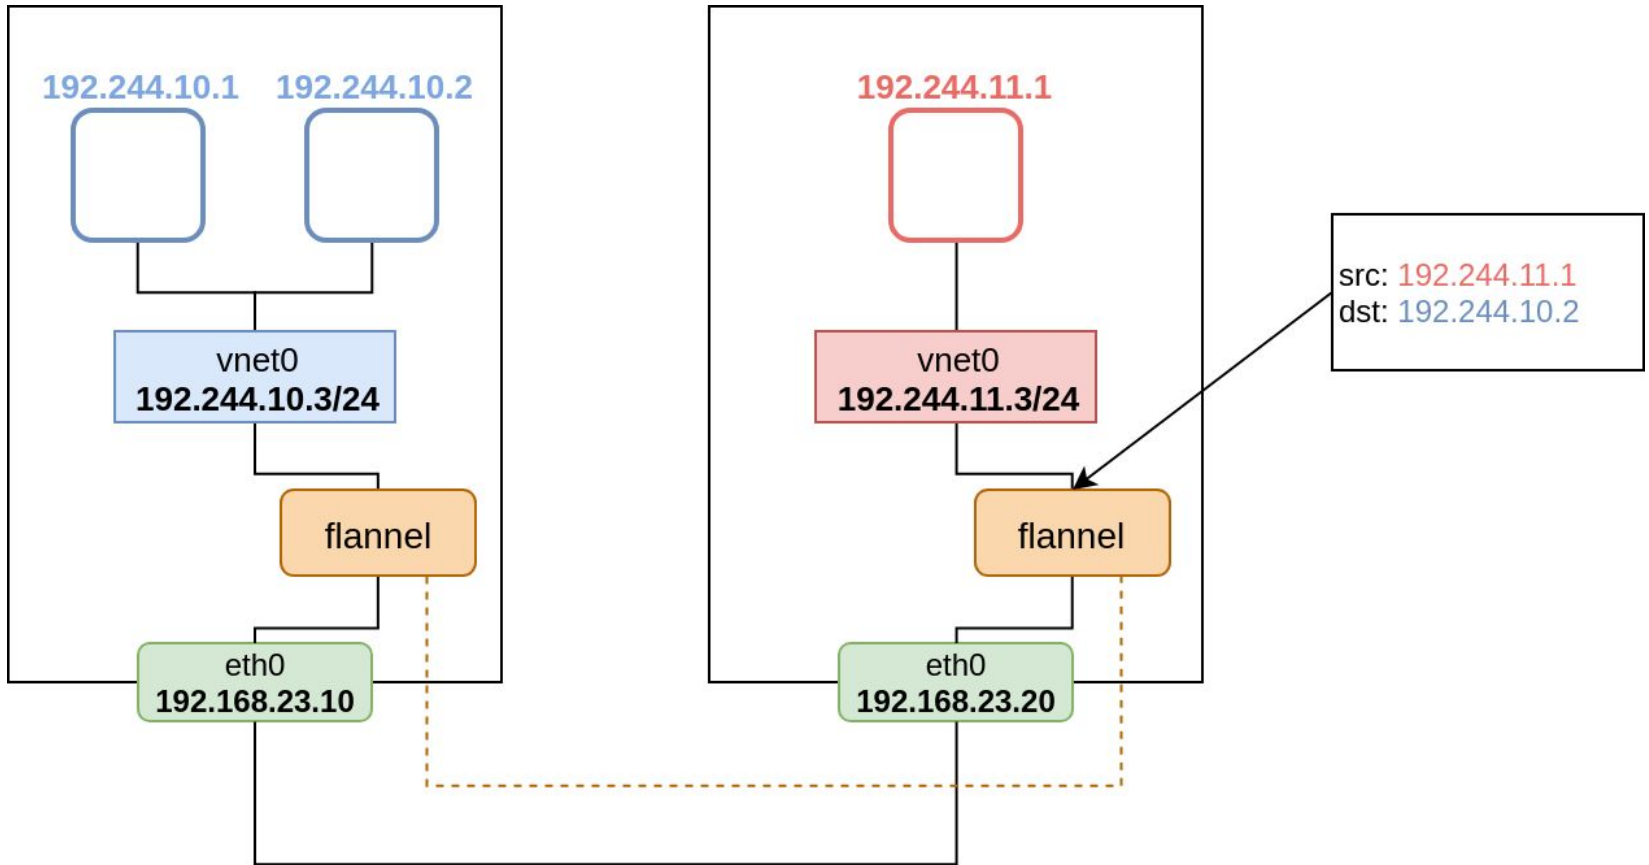 192.244.10.1
192.244.10.2
192.244.11.1
src: 192.244.11.1
dst: 192.244.10.2
vnet0
192.244.10.3/24
vnet0
192.244.11.3/24
flannel
flannel
eth0
192.168.23.10
eth0
192.168.23.20